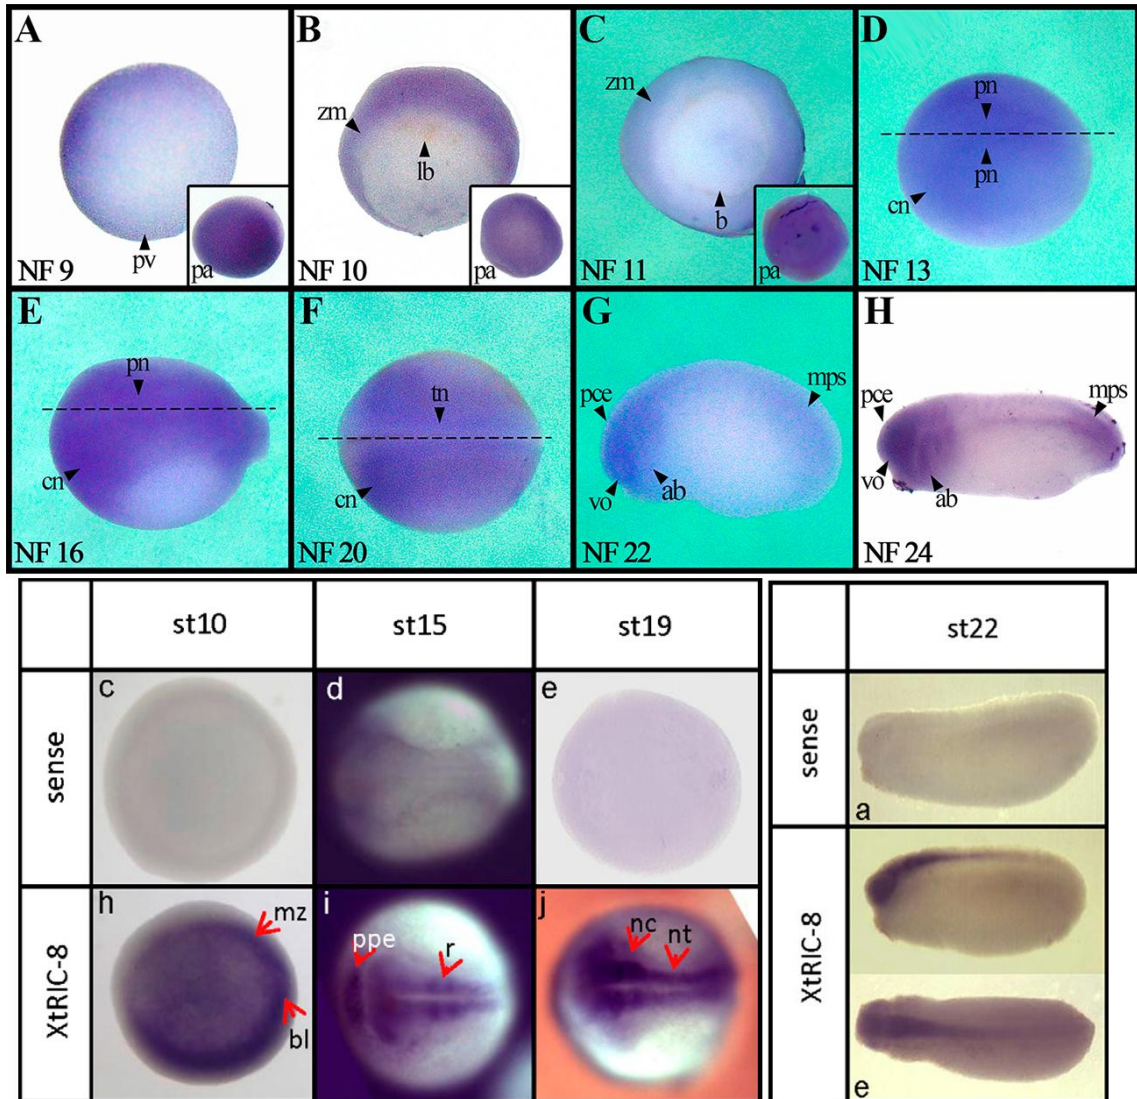 A
pv
pa
NF 9
B
zm
lb
pa
NF 10
C
zm
b
pa
NF 11
D
pn
pn
cn
NF 13
E
pn
cn
NF 16
F
tn
cn
NF 20
G
pce
mps
vo
ab
NF 22
H
pce
mps
vo
ab
NF 24
st10
st15
st19
sense
c
d
e
XtRIC-8
h
mz
bl
i
ppe
r
j
nc
nt
st22
sense
a
XtRIC-8
e